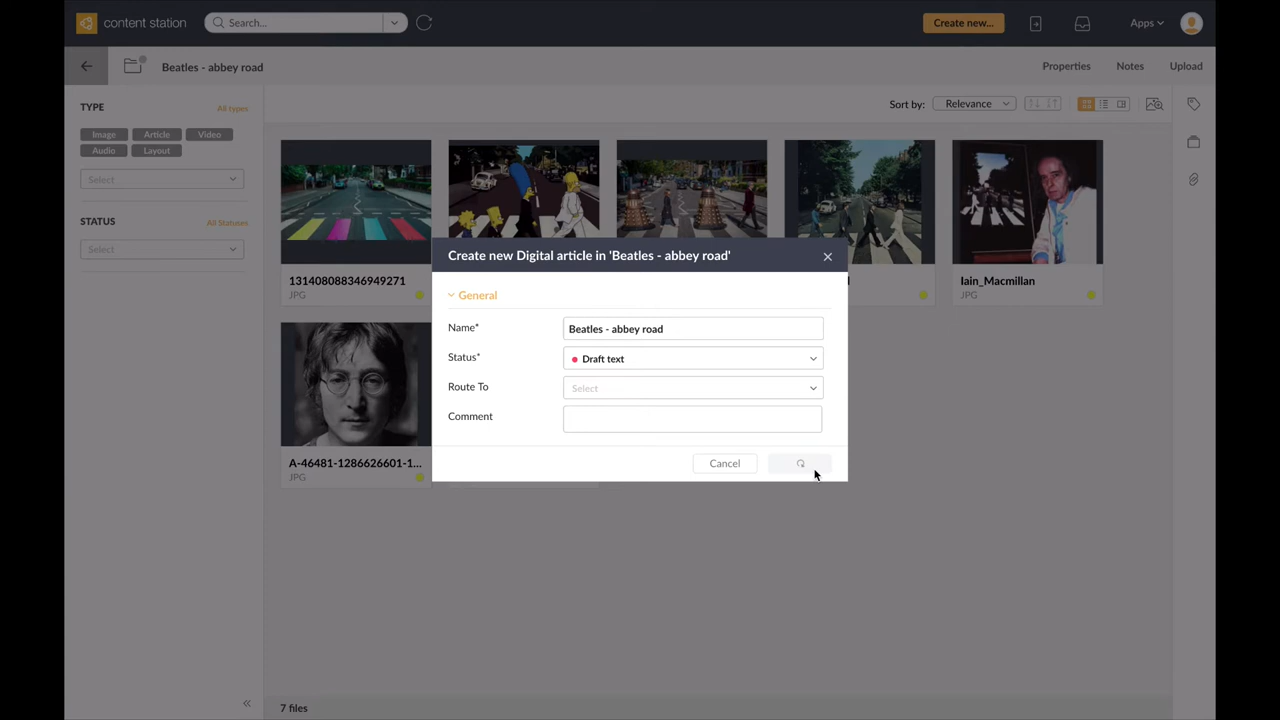 content station
Search...
Create new...
Apps
Beatles - abbey road
Properties
Notes
Upload
TYPE
All types
Image
Article
Video
Audio
Layout
Select
STATUS
All Statuses
Select
Sort by:
Relevance
131408088346949271
JPG
Iain_Macmillan
JPG
A-46481-1286626601-1...
JPG
Create new Digital article in 'Beatles - abbey road'
General
Name*
Beatles - abbey road
Status*
Draft text
Route To
Select
Comment
Cancel
7 files